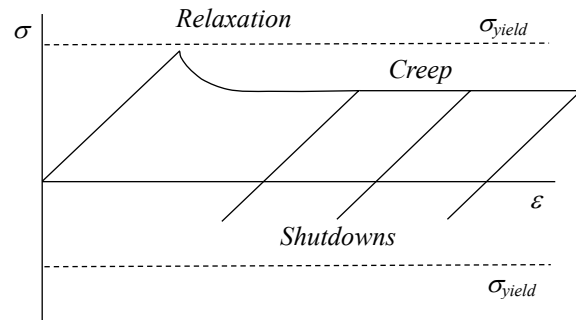 Relaxation
σ
σyield
Creep
ε
Shutdowns
σyield